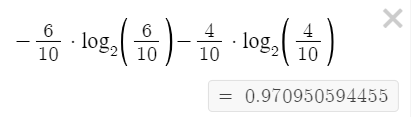 −6/10 · log₂(6/10) − 4/10 · log₂(4/10)
= 0.970950594455